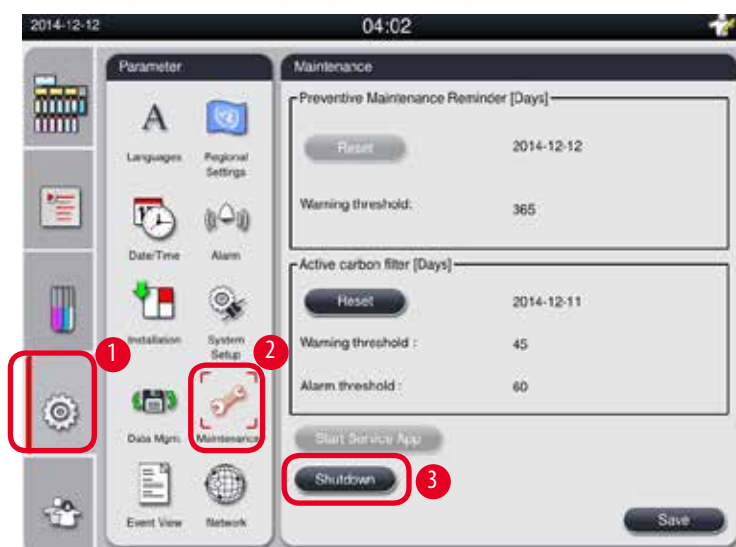 2014-12-12
04:02
Parameter
Languages
Regional Settings
Date/Time
Alarm
Installation
System Setup
Data Mgm.
Maintenance
Event View
Network
1
2
Maintenance
Preventive Maintenance Reminder [Days]
Reset
2014-12-12
Warning threshold:
365
Active carbon filter [Days]
Reset
2014-12-11
Warning threshold :
45
Alarm threshold :
60
Start Service App
Shutdown
3
Save